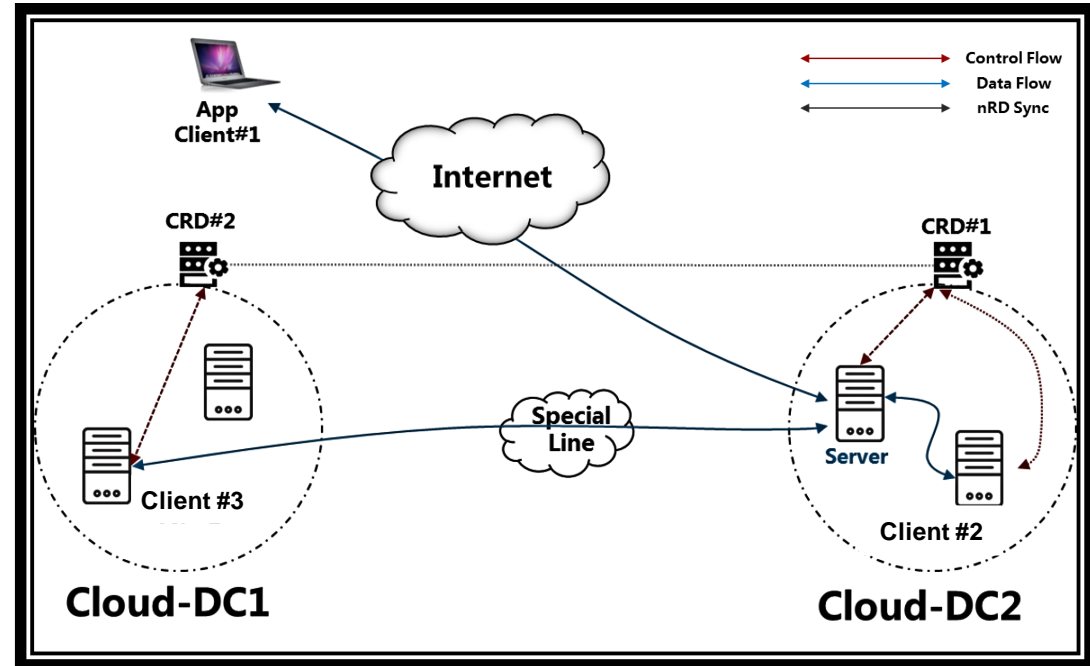 Control Flow
Data Flow
nRD Sync
App
Client#1
Internet
CRD#2
CRD#1
Special
Line
Server
Client #3
Client #2
Cloud-DC1
Cloud-DC2